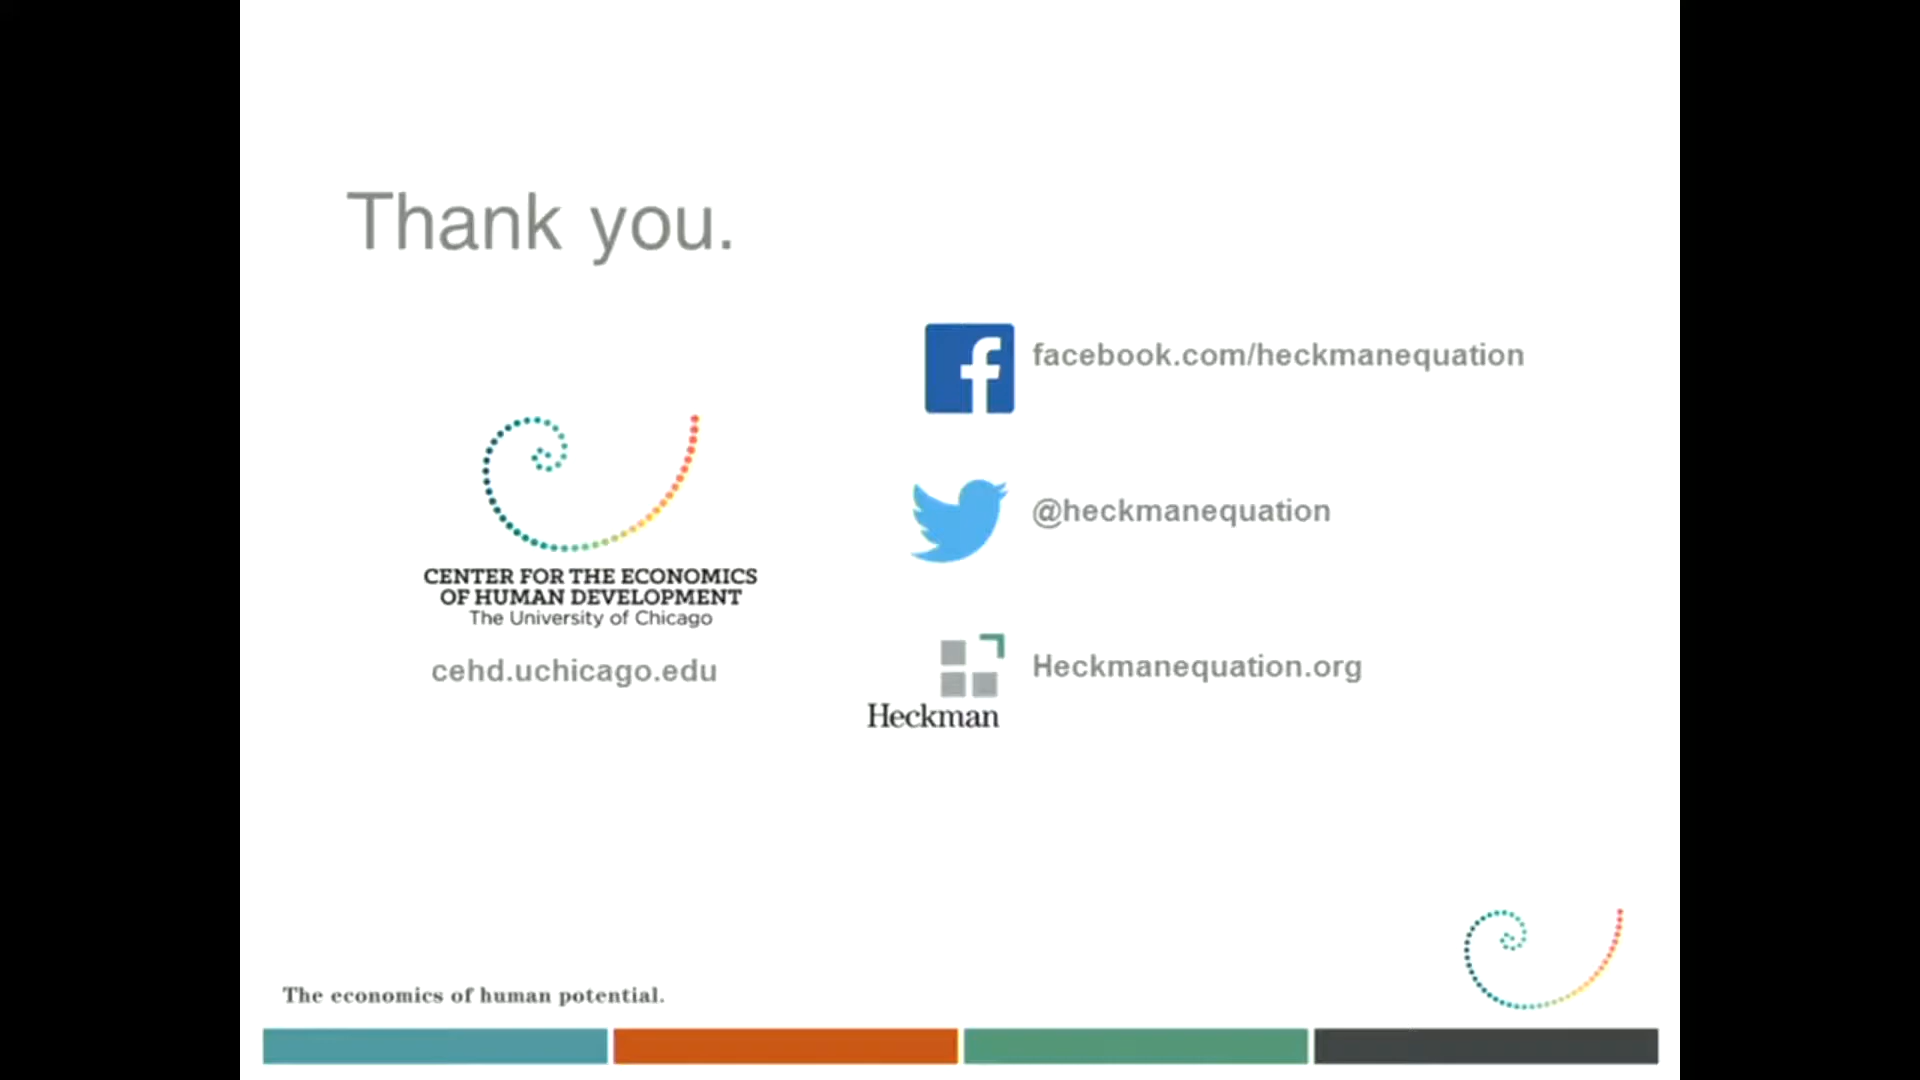 Thank you.
facebook.com/heckmanequation
@heckmanequation
CENTER FOR THE ECONOMICS
OF HUMAN DEVELOPMENT
The University of Chicago
cehd.uchicago.edu
Heckmanequation.org
Heckman
The economics of human potential.